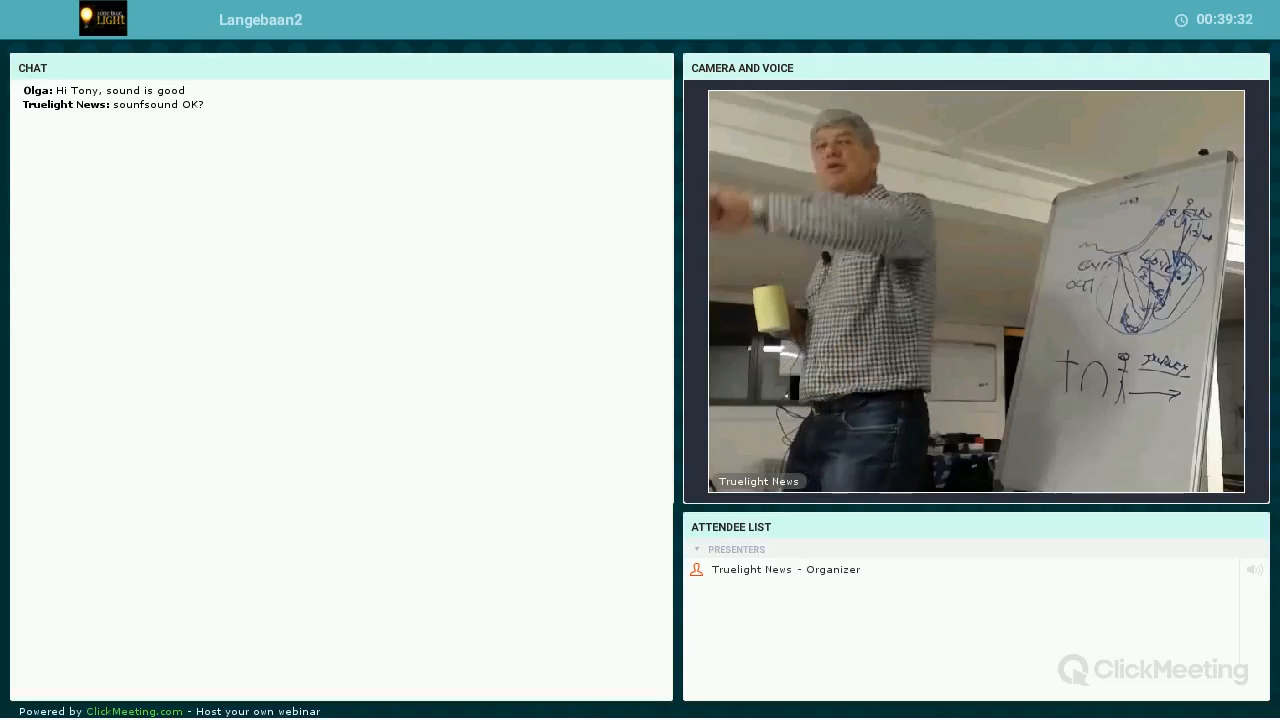 LIGHT
Langebaan2
00:39:32
CHAT
Olga: Hi Tony, sound is good
Truelight News: sounfsound OK?
CAMERA AND VOICE
Truelight News
ATTENDEE LIST
PRESENTERS
Truelight News - Organizer
ClickMeeting
Powered by ClickMeeting.com - Host your own webinar